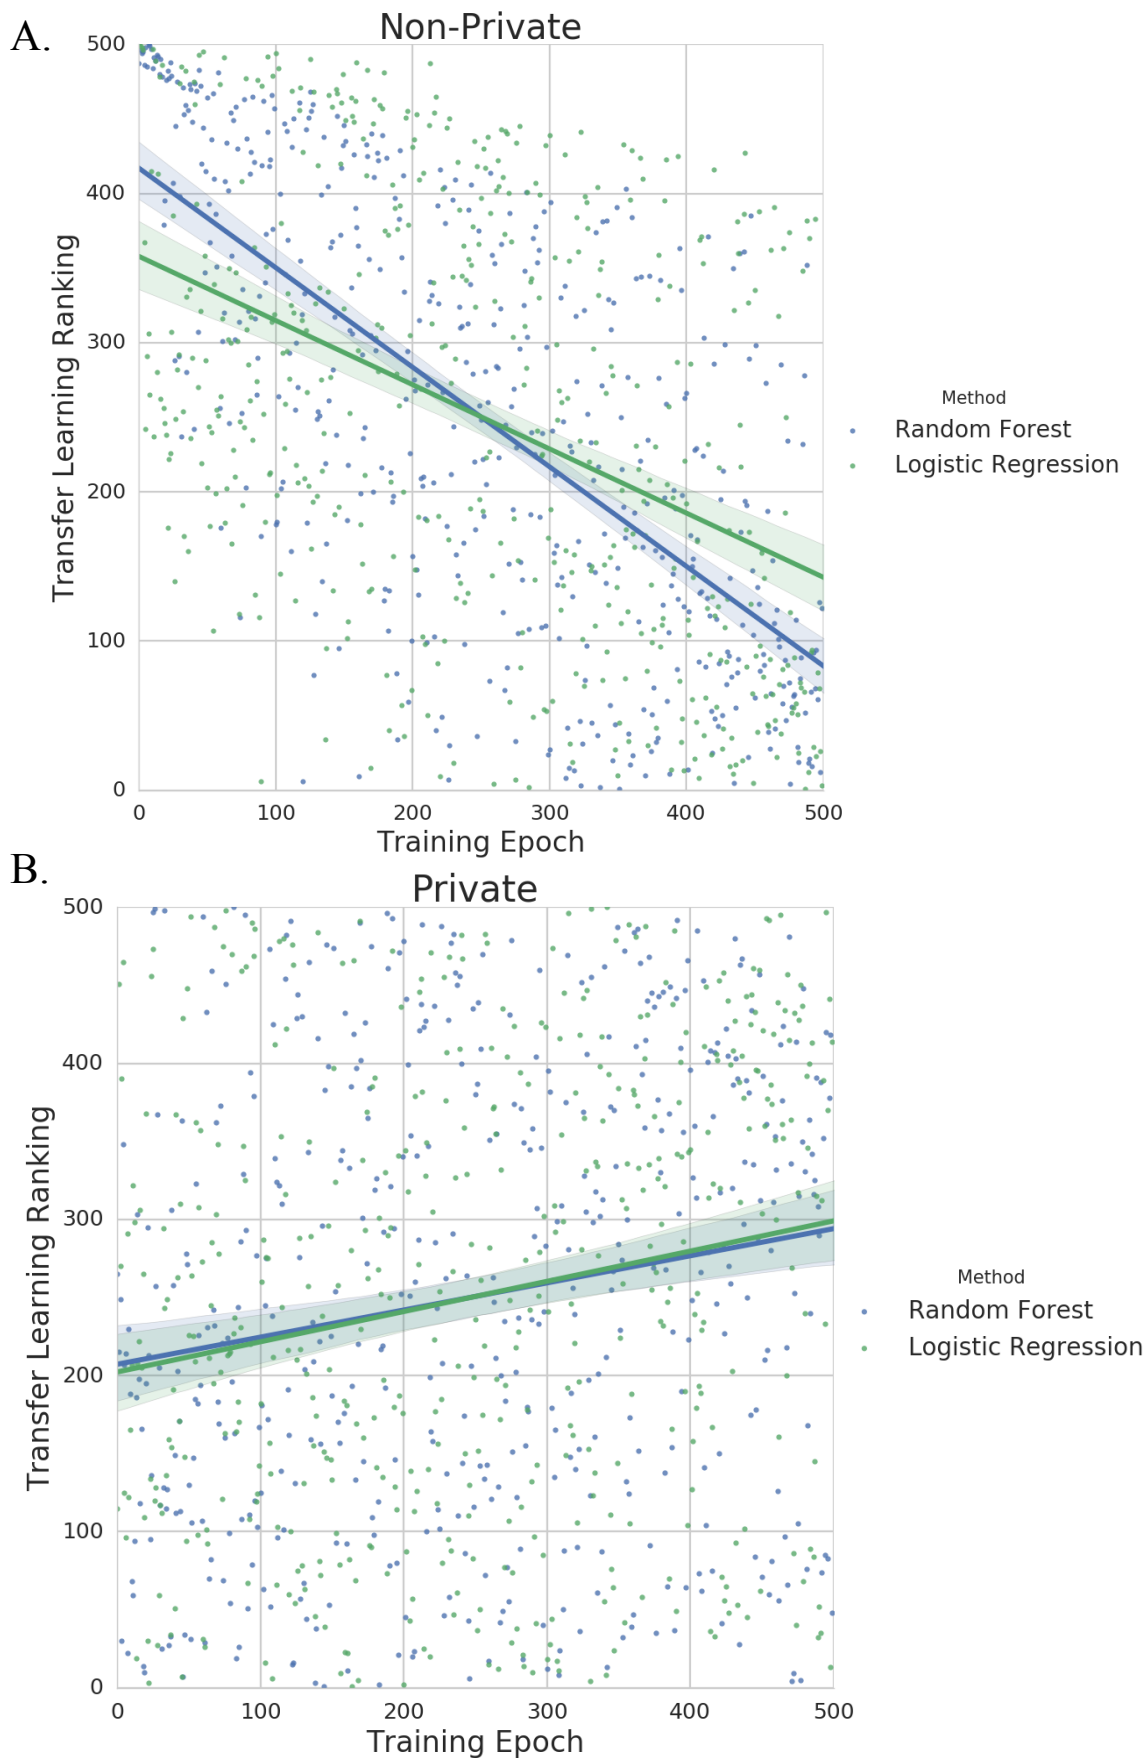 A.
Non-Private
500
400
300
200
100
0
Transfer Learning Ranking
0 100 200 300 400 500
Training Epoch
Method
Random Forest
Logistic Regression
B.
Private
500
400
300
200
100
0
Transfer Learning Ranking
0 100 200 300 400 500
Training Epoch
Method
Random Forest
Logistic Regression